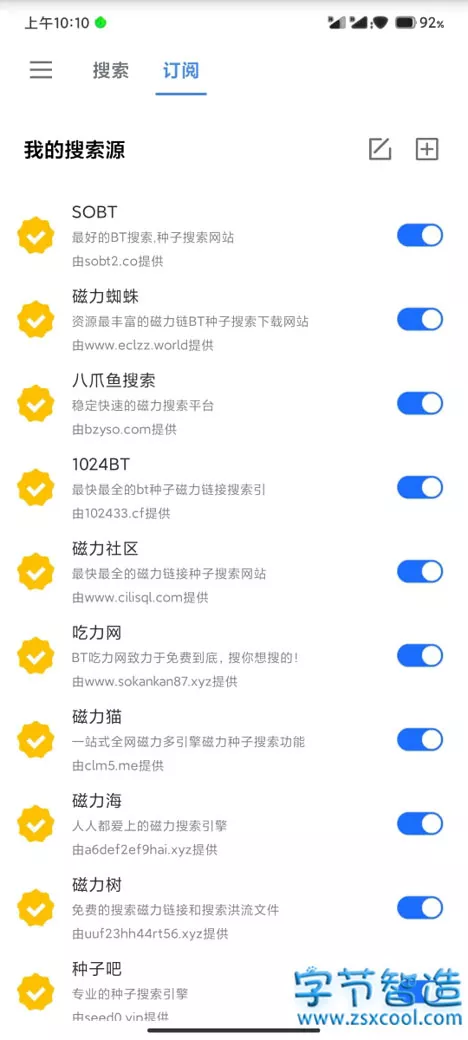 上午10:10
92%
搜索
订阅
我的搜索源
SOBT
最好的BT搜索,种子搜索网站
由sobt2.co提供
磁力蜘蛛
资源最丰富的磁力链BT种子搜索下载网站
由www.eclzz.world提供
八爪鱼搜索
稳定快速的磁力搜索平台
由bzyso.com提供
1024BT
最快最全的bt种子磁力链接搜索引
由102433.cf提供
磁力社区
最快最全的磁力链接种子搜索网站
由www.cilisql.com提供
吃力网
BT吃力网致力于免费到底，搜你想搜的！
由www.sokankan87.xyz提供
磁力猫
一站式全网磁力多引擎磁力种子搜索功能
由clm5.me提供
磁力海
人人都爱上的磁力搜索引擎
由a6def2ef9hai.xyz提供
磁力树
免费的搜索磁力链接和搜索洪流文件
由uuf23hh44rt56.xyz提供
种子吧
专业的种子搜索引擎
由seed0.vip提供
字节智造
www.zsxcool.com